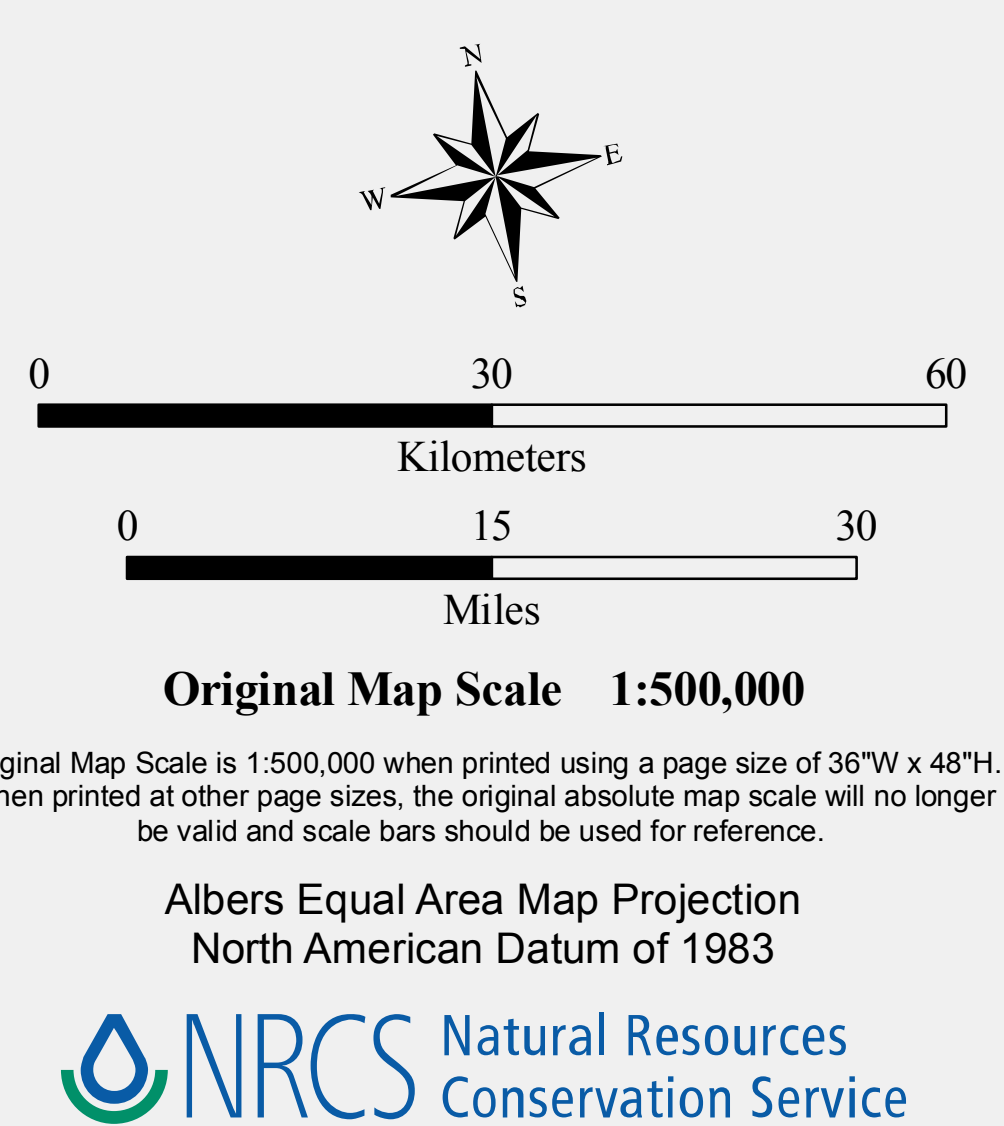 N
E
W
S
0 30 60
Kilometers
0 15 30
Miles
Original Map Scale 1:500,000
ginal Map Scale is 1:500,000 when printed using a page size of 36"W x 48"H.
hen printed at other page sizes, the original absolute map scale will no longer
be valid and scale bars should be used for reference.
Albers Equal Area Map Projection
North American Datum of 1983
NRCS Natural Resources
Conservation Service